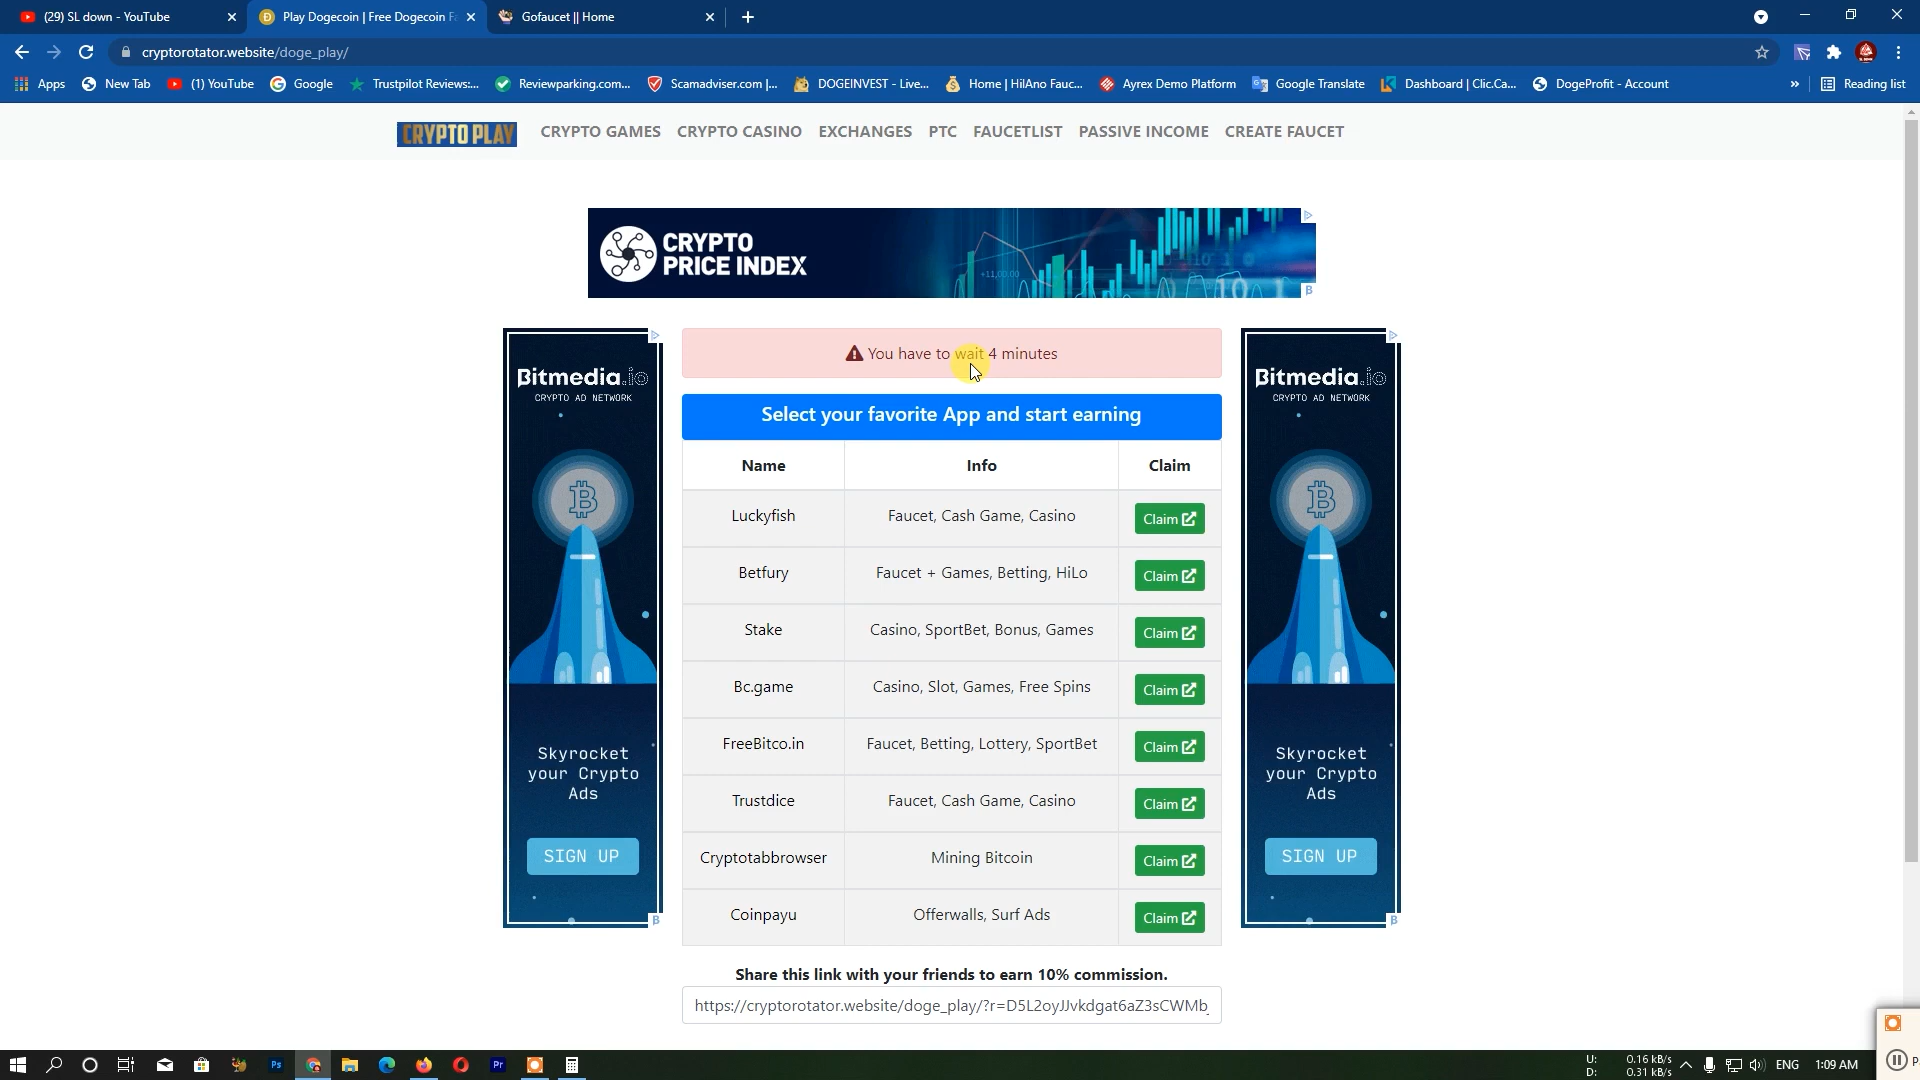 (29) SL down - YouTube
Play Dogecoin | Free Dogecoin Fa
Gofaucet || Home
cryptorotator.website/doge_play/
Apps
New Tab
(1) YouTube
Google
Trustpilot Reviews:...
Reviewparking.com...
Scamadviser.com |...
DOGEINVEST - Live...
Home | HilAno Fauc...
Ayrex Demo Platform
Google Translate
Dashboard | Clic.Ca...
DogeProfit - Account
»
Reading list
CRYPTO PLAY
CRYPTO GAMES
CRYPTO CASINO
EXCHANGES
PTC
FAUCETLIST
PASSIVE INCOME
CREATE FAUCET
CRYPTO
PRICE INDEX
+11,00.00
Bitmedia.io
CRYPTO AD NETWORK
Skyrocket
your Crypto
Ads
SIGN UP
You have to wait 4 minutes
Select your favorite App and start earning
Name Info Claim
Luckyfish Faucet, Cash Game, Casino Claim
Betfury Faucet + Games, Betting, HiLo Claim
Stake Casino, SportBet, Bonus, Games Claim
Bc.game Casino, Slot, Games, Free Spins Claim
FreeBitco.in Faucet, Betting, Lottery, SportBet Claim
Trustdice Faucet, Cash Game, Casino Claim
Cryptotabbrowser Mining Bitcoin Claim
Coinpayu Offerwalls, Surf Ads Claim
Share this link with your friends to earn 10% commission.
https://cryptorotator.website/doge_play/?r=D5L2oyJJvkdgat6aZ3sCWMb
Bitmedia.io
CRYPTO AD NETWORK
Skyrocket
your Crypto
Ads
SIGN UP
Ps
Pr
U: 0.16 kB/s
D: 0.31 kB/s
ENG
1:09 AM
P